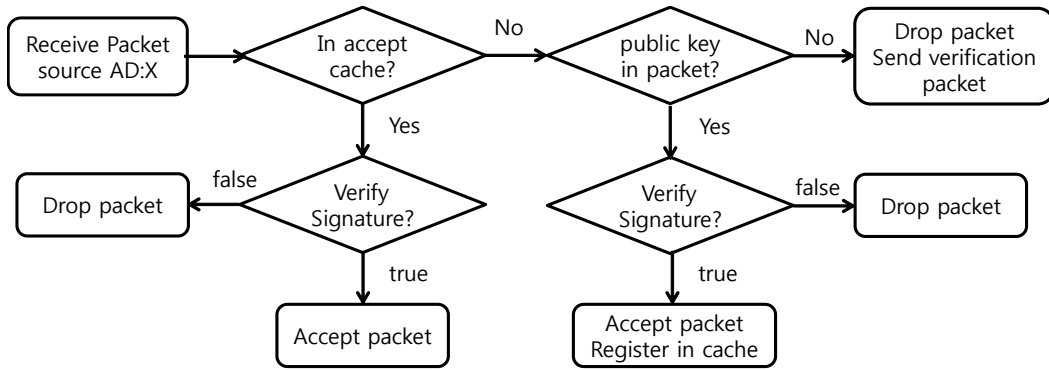 Receive Packet
source AD:X
In accept
cache?
No
public key
in packet?
No
Drop packet
Send verification
packet
Yes
Yes
Drop packet
false
Verify
Signature?
Verify
Signature?
false
Drop packet
true
true
Accept packet
Accept packet
Register in cache